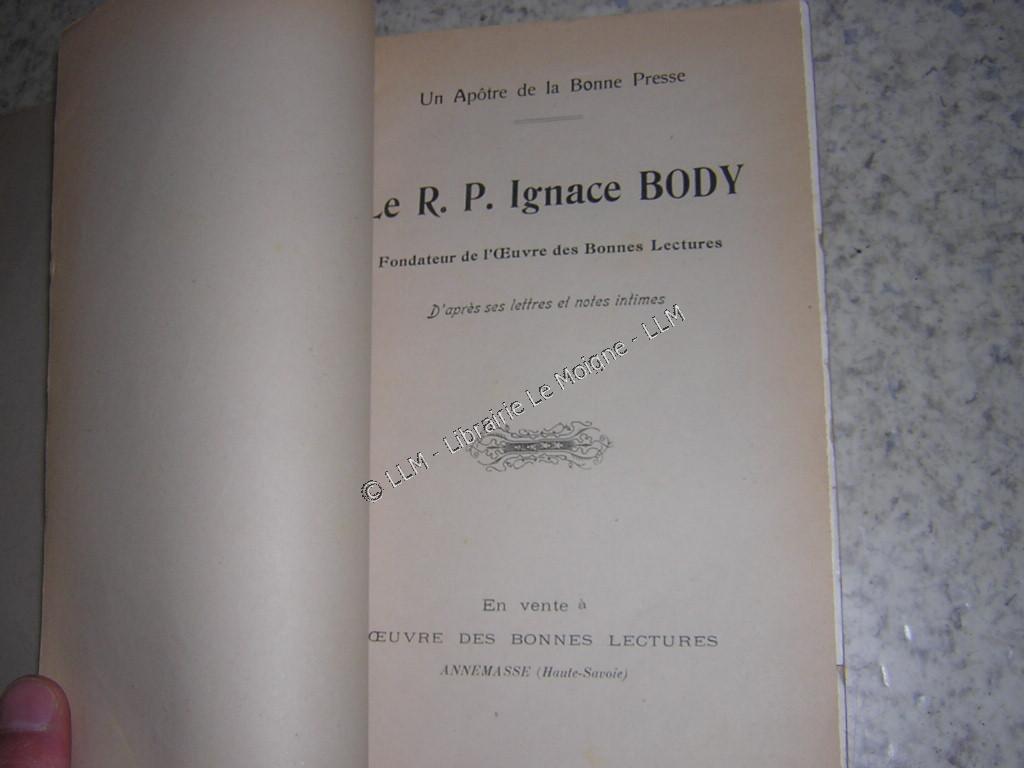 Un Apôtre de la Bonne Presse
Le R. P. Ignace BODY
Fondateur de l'Œuvre des Bonnes Lectures
D'après ses lettres et notes intimes
© LLM - Librairie Le Moigne - LLM
En vente à
ŒUVRE DES BONNES LECTURES
ANNEMASSE (Haute-Savoie)